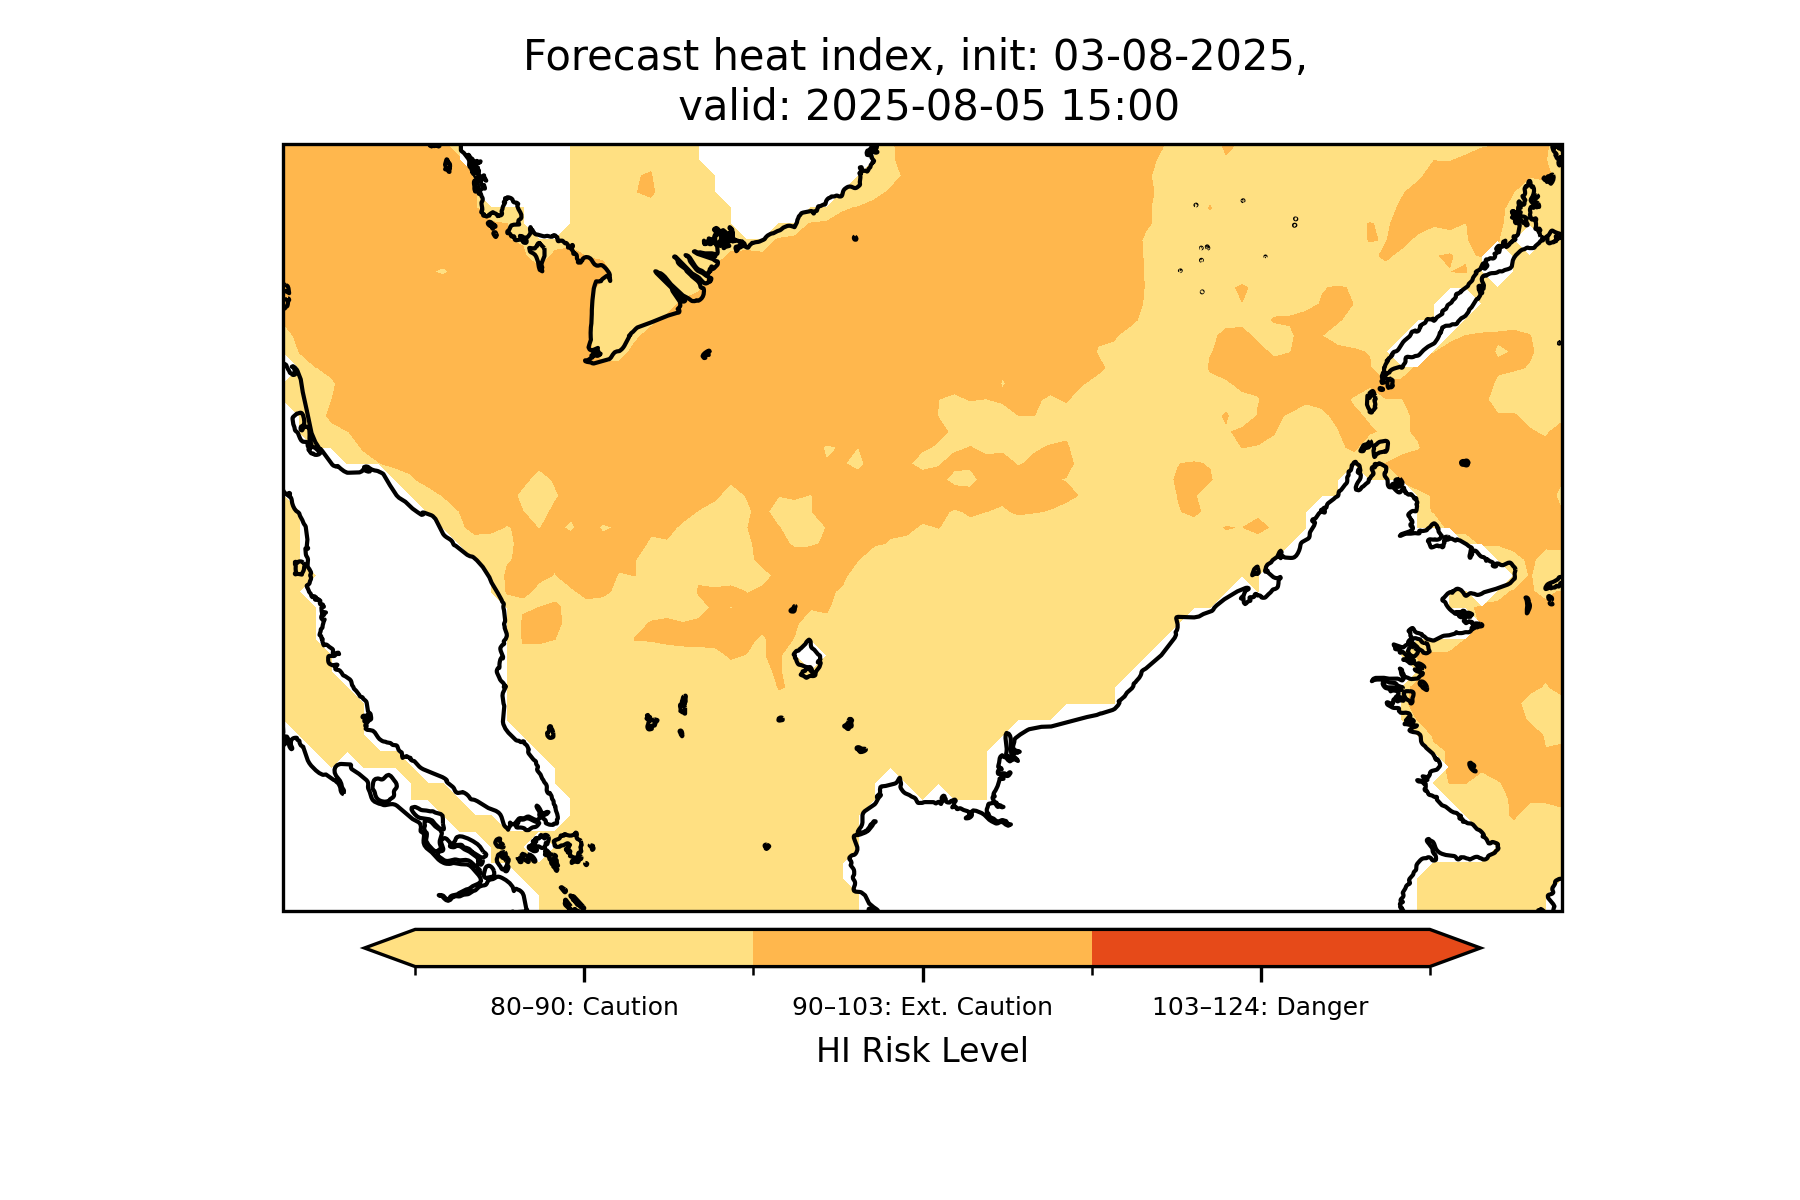 Forecast heat index, init: 03-08-2025,
valid: 2025-08-05 15:00
80–90: Caution
90–103: Ext. Caution
103–124: Danger
HI Risk Level